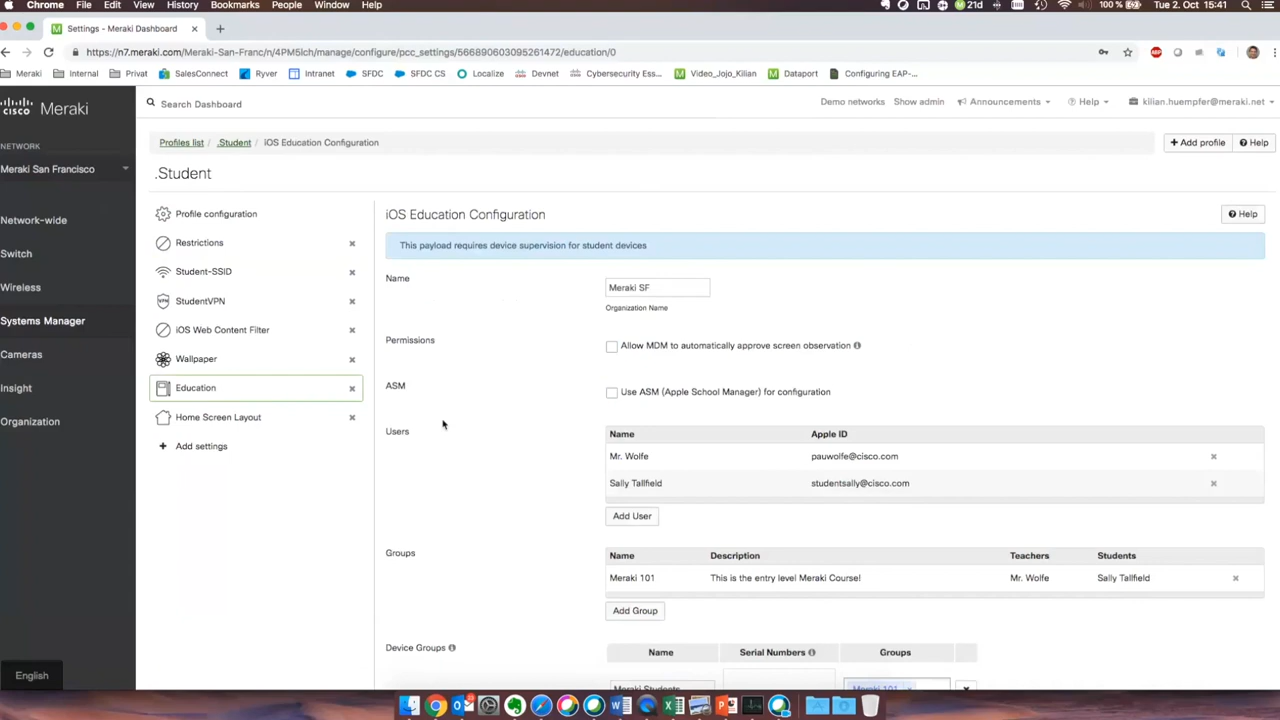 Chrome File Edit View History Bookmarks People Window Help
21d 100 % Tue 2. Oct 15:41
Settings - Meraki Dashboard
https://n7.meraki.com/Meraki-San-Franc/n/4PM5Ich/manage/configure/pcc_settings/566890603095261472/education/0
Meraki Internal Privat SalesConnect Ryver Intranet SFDC SFDC CS Localize Devnet Cybersecurity Ess... Video_Jojo_Kilian Dataport Configuring EAP-...
CISCO Meraki
Search Dashboard
Demo networks Show admin Announcements Help kilian.huempfer@meraki.net
NETWORK
Meraki San Francisco
Network-wide
Switch
Wireless
Systems Manager
Cameras
Insight
Organization
English
Profiles list / .Student / iOS Education Configuration
+ Add profile
Help
.Student
Profile configuration
Restrictions
Student-SSID
StudentVPN
iOS Web Content Filter
Wallpaper
Education
Home Screen Layout
+ Add settings
iOS Education Configuration
Help
This payload requires device supervision for student devices
Name
Meraki SF
Organization Name
Permissions
Allow MDM to automatically approve screen observation
ASM
Use ASM (Apple School Manager) for configuration
Users
Name Apple ID
Mr. Wolfe pauwolfe@cisco.com
Sally Tallfield studentsally@cisco.com
Add User
Groups
Name Description Teachers Students
Meraki 101 This is the entry level Meraki Course! Mr. Wolfe Sally Tallfield
Add Group
Device Groups
Name Serial Numbers Groups
Meraki Students Meraki 101